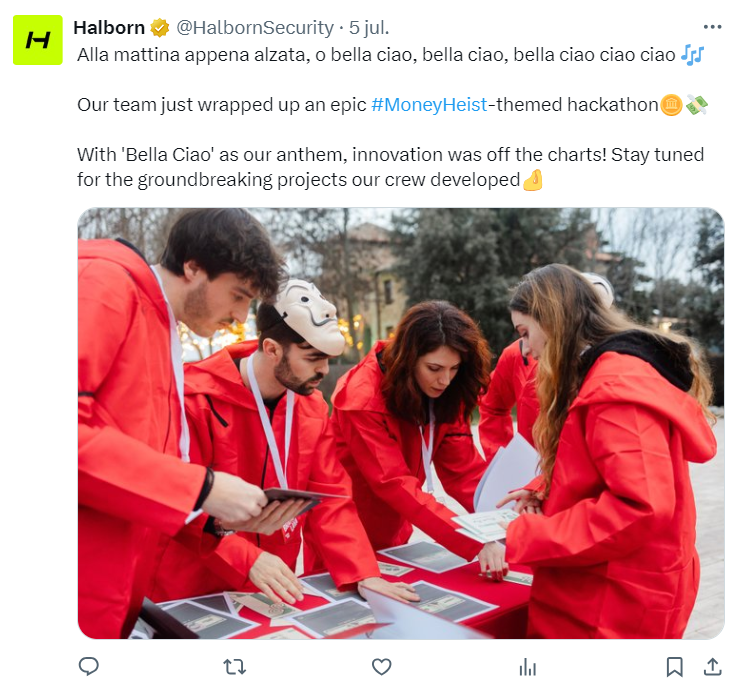 Halborn @HalbornSecurity · 5 jul.
Alla mattina appena alzata, o bella ciao, bella ciao, bella ciao ciao ciao 🎶
Our team just wrapped up an epic #MoneyHeist-themed hackathon🪙💸
With 'Bella Ciao' as our anthem, innovation was off the charts! Stay tuned
for the groundbreaking projects our crew developed🫴